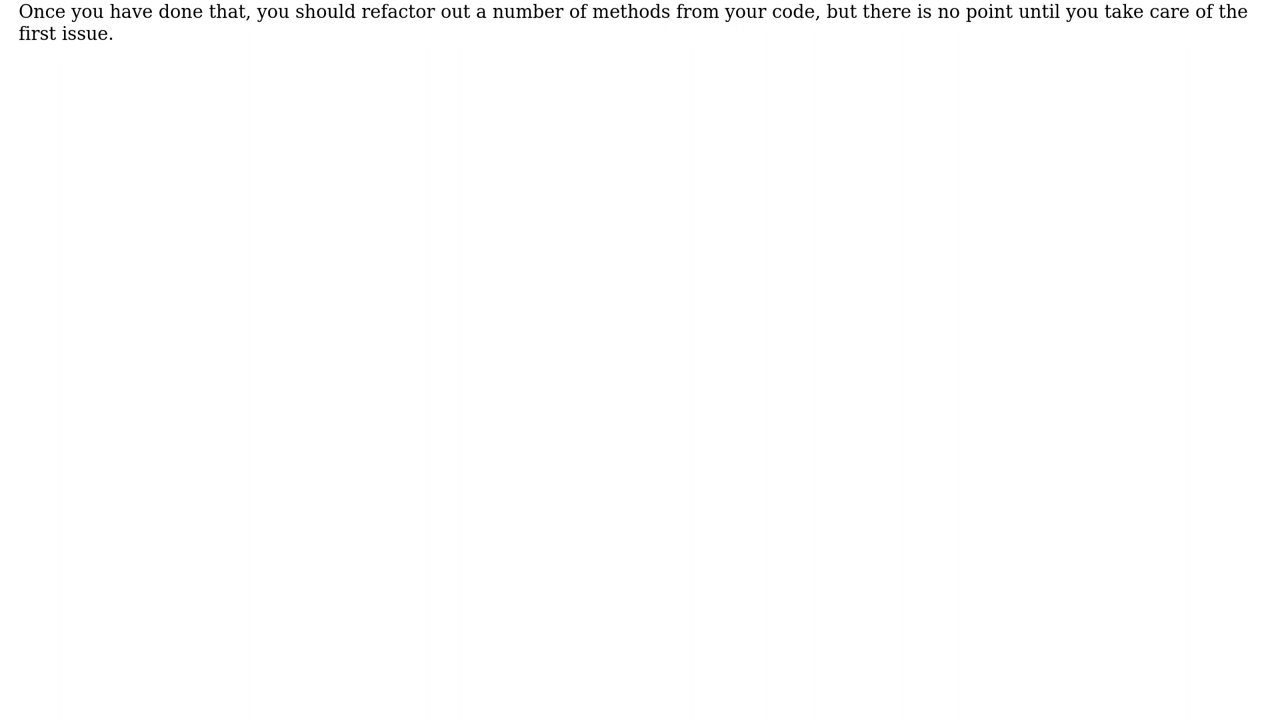 Once you have done that, you should refactor out a number of methods from your code, but there is no point until you take care of the
first issue.